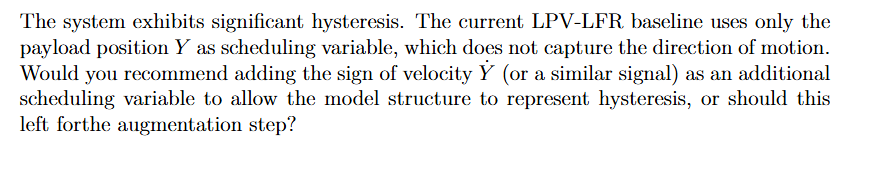 The system exhibits significant hysteresis. The current LPV-LFR baseline uses only the
payload position Y as scheduling variable, which does not capture the direction of motion.
Would you recommend adding the sign of velocity Ẏ (or a similar signal) as an additional
scheduling variable to allow the model structure to represent hysteresis, or should this
left forthe augmentation step?